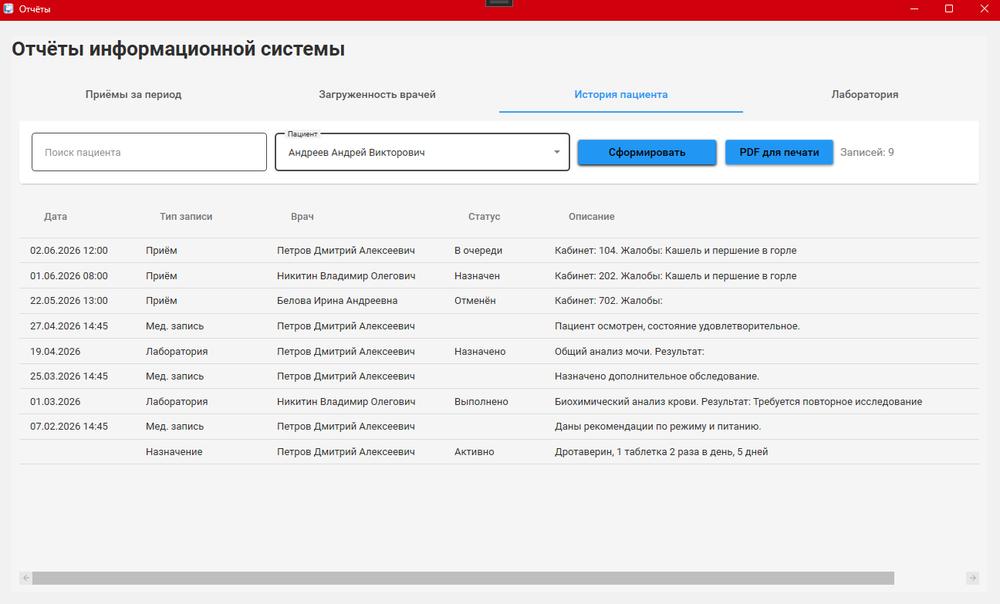 Отчёты
Отчёты информационной системы
Приёмы за период Загруженность врачей История пациента Лаборатория
Пациент
Поиск пациента Андреев Андрей Викторович Сформировать PDF для печати Записей: 9
Дата Тип записи Врач Статус Описание
02.06.2026 12:00 Приём Петров Дмитрий Алексеевич В очереди Кабинет: 104. Жалобы: Кашель и першение в горле
01.06.2026 08:00 Приём Никитин Владимир Олегович Назначен Кабинет: 202. Жалобы: Кашель и першение в горле
22.05.2026 13:00 Приём Белова Ирина Андреевна Отменён Кабинет: 702. Жалобы:
27.04.2026 14:45 Мед. запись Петров Дмитрий Алексеевич Пациент осмотрен, состояние удовлетворительное.
19.04.2026 Лаборатория Петров Дмитрий Алексеевич Назначено Общий анализ мочи. Результат:
25.03.2026 14:45 Мед. запись Петров Дмитрий Алексеевич Назначено дополнительное обследование.
01.03.2026 Лаборатория Никитин Владимир Олегович Выполнено Биохимический анализ крови. Результат: Требуется повторное исследование
07.02.2026 14:45 Мед. запись Петров Дмитрий Алексеевич Даны рекомендации по режиму и питанию.
Назначение Петров Дмитрий Алексеевич Активно Дротаверин, 1 таблетка 2 раза в день, 5 дней